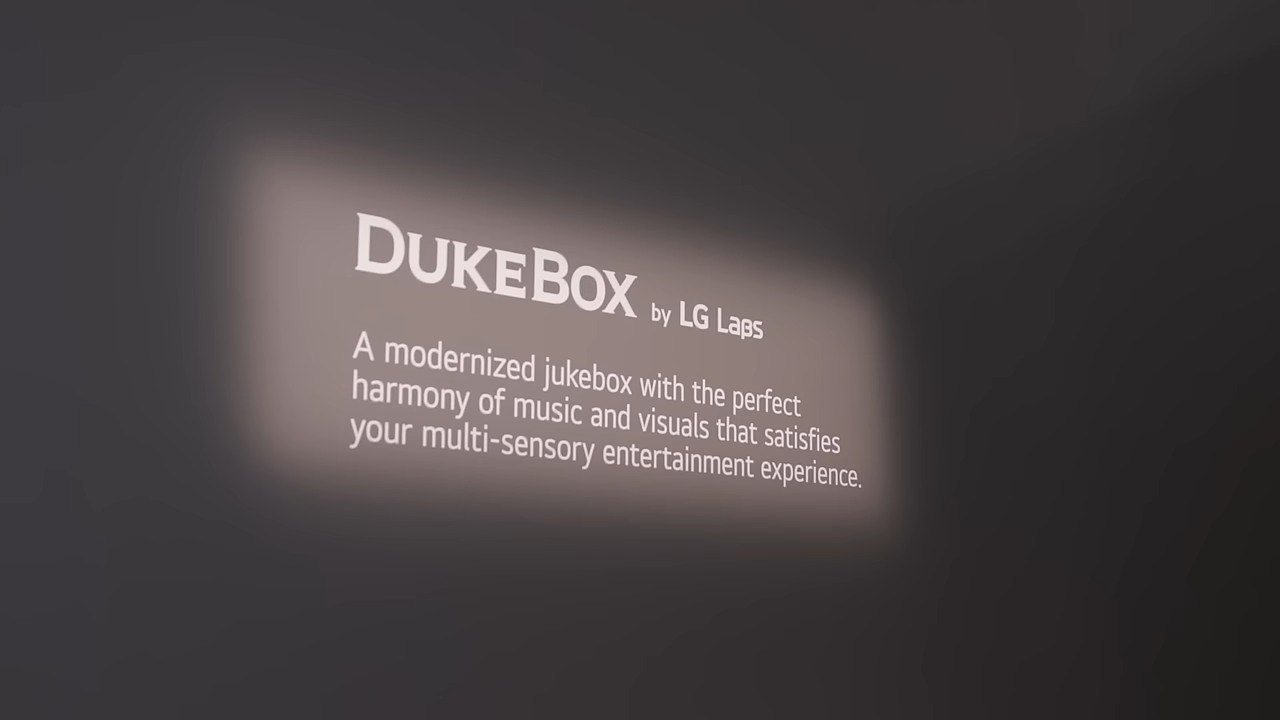 DUKEBOX by LG Labs
A modernized jukebox with the perfect
harmony of music and visuals that satisfies
your multi-sensory entertainment experience.